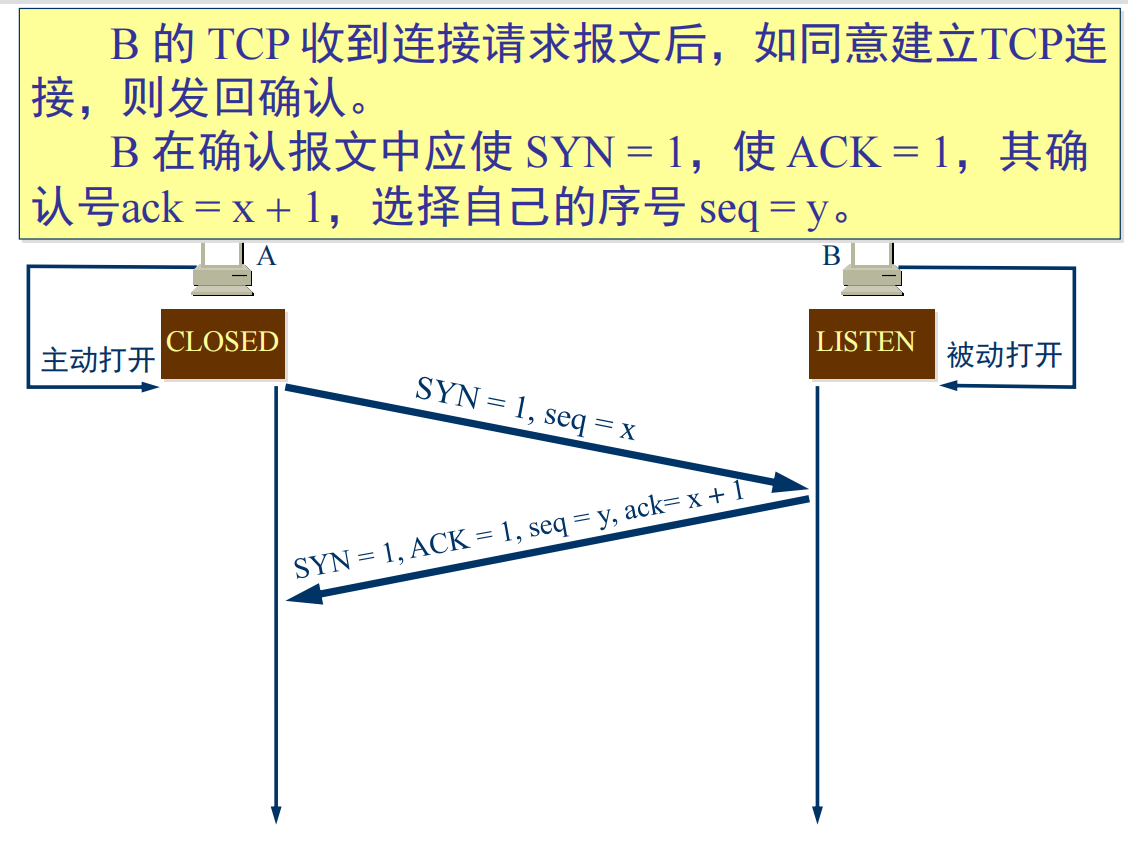 B 的 TCP 收到连接请求报文后，如同意建立TCP连
接，则发回确认。
B 在确认报文中应使 SYN = 1，使 ACK = 1，其确
认号ack = x + 1，选择自己的序号 seq = y。
A
B
CLOSED
LISTEN
主动打开
被动打开
SYN = 1, seq = x
SYN = 1, ACK = 1, seq = y, ack= x + 1